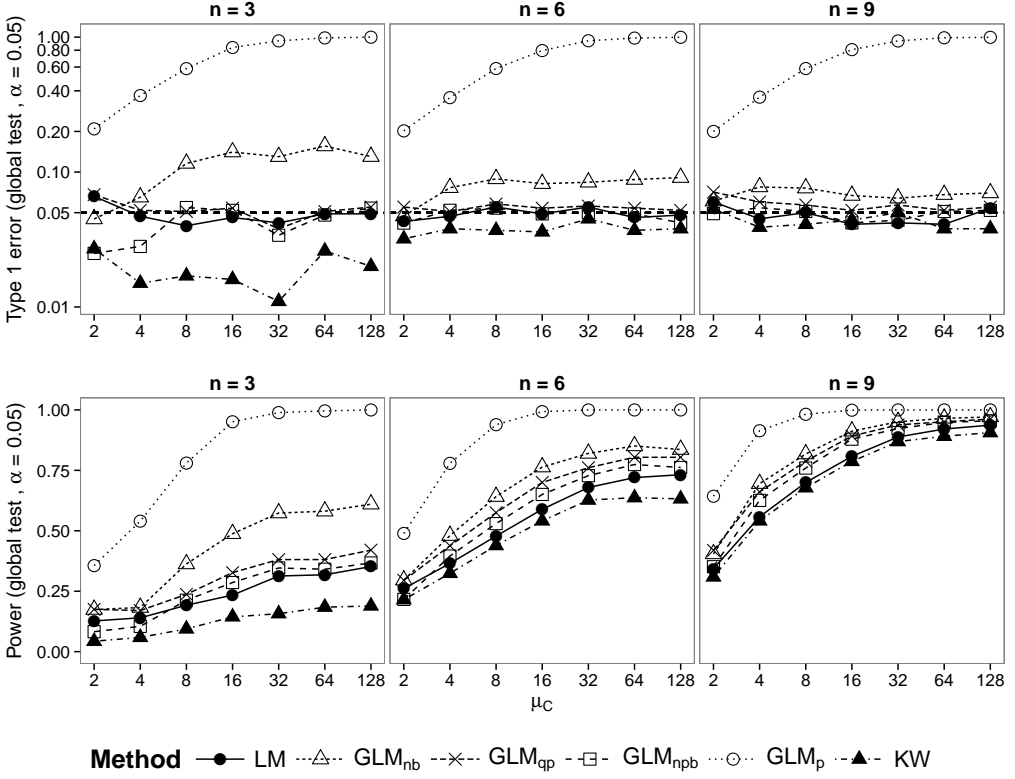 n = 3 n = 6 n = 9
Type 1 error (global test , α = 0.05)
1.00
0.80
0.60
0.40
0.20
0.10
0.05
0.01
2 4 8 16 32 64 128 2 4 8 16 32 64 128 2 4 8 16 32 64 128
n = 3 n = 6 n = 9
Power (global test , α = 0.05)
1.00
0.75
0.50
0.25
0.00
2 4 8 16 32 64 128 2 4 8 16 32 64 128 2 4 8 16 32 64 128
μC
Method LM GLMnb GLMqp GLMnpb GLMp KW